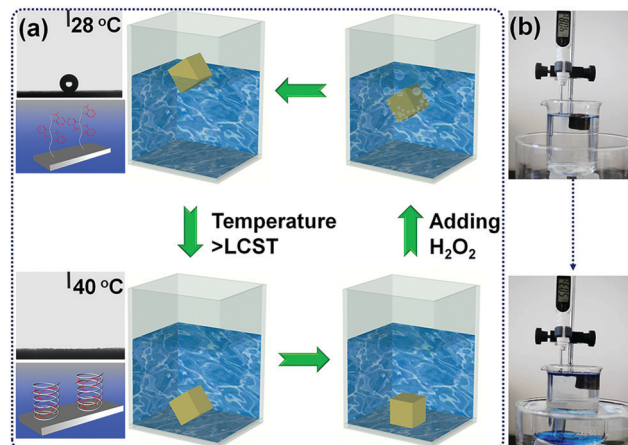 (a)
28 °C
(b)
Temperature
>LCST
Adding
H₂O₂
40 °C